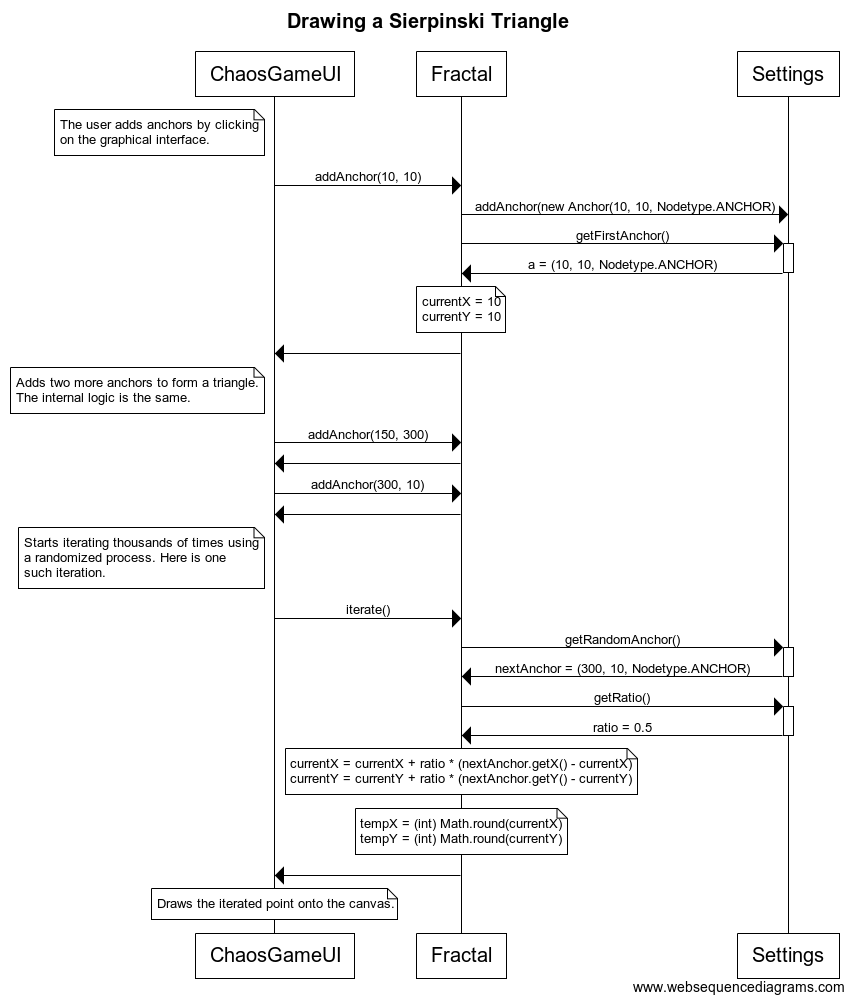 Drawing a Sierpinski Triangle
ChaosGameUI
Fractal
Settings
The user adds anchors by clicking
on the graphical interface.
addAnchor(10, 10)
addAnchor(new Anchor(10, 10, Nodetype.ANCHOR)
getFirstAnchor()
a = (10, 10, Nodetype.ANCHOR)
currentX = 10
currentY = 10
Adds two more anchors to form a triangle.
The internal logic is the same.
addAnchor(150, 300)
addAnchor(300, 10)
Starts iterating thousands of times using
a randomized process. Here is one
such iteration.
iterate()
getRandomAnchor()
nextAnchor = (300, 10, Nodetype.ANCHOR)
getRatio()
ratio = 0.5
currentX = currentX + ratio * (nextAnchor.getX() - currentX)
currentY = currentY + ratio * (nextAnchor.getY() - currentY)
tempX = (int) Math.round(currentX)
tempY = (int) Math.round(currentY)
Draws the iterated point onto the canvas.
ChaosGameUI
Fractal
Settings
www.websequencediagrams.com